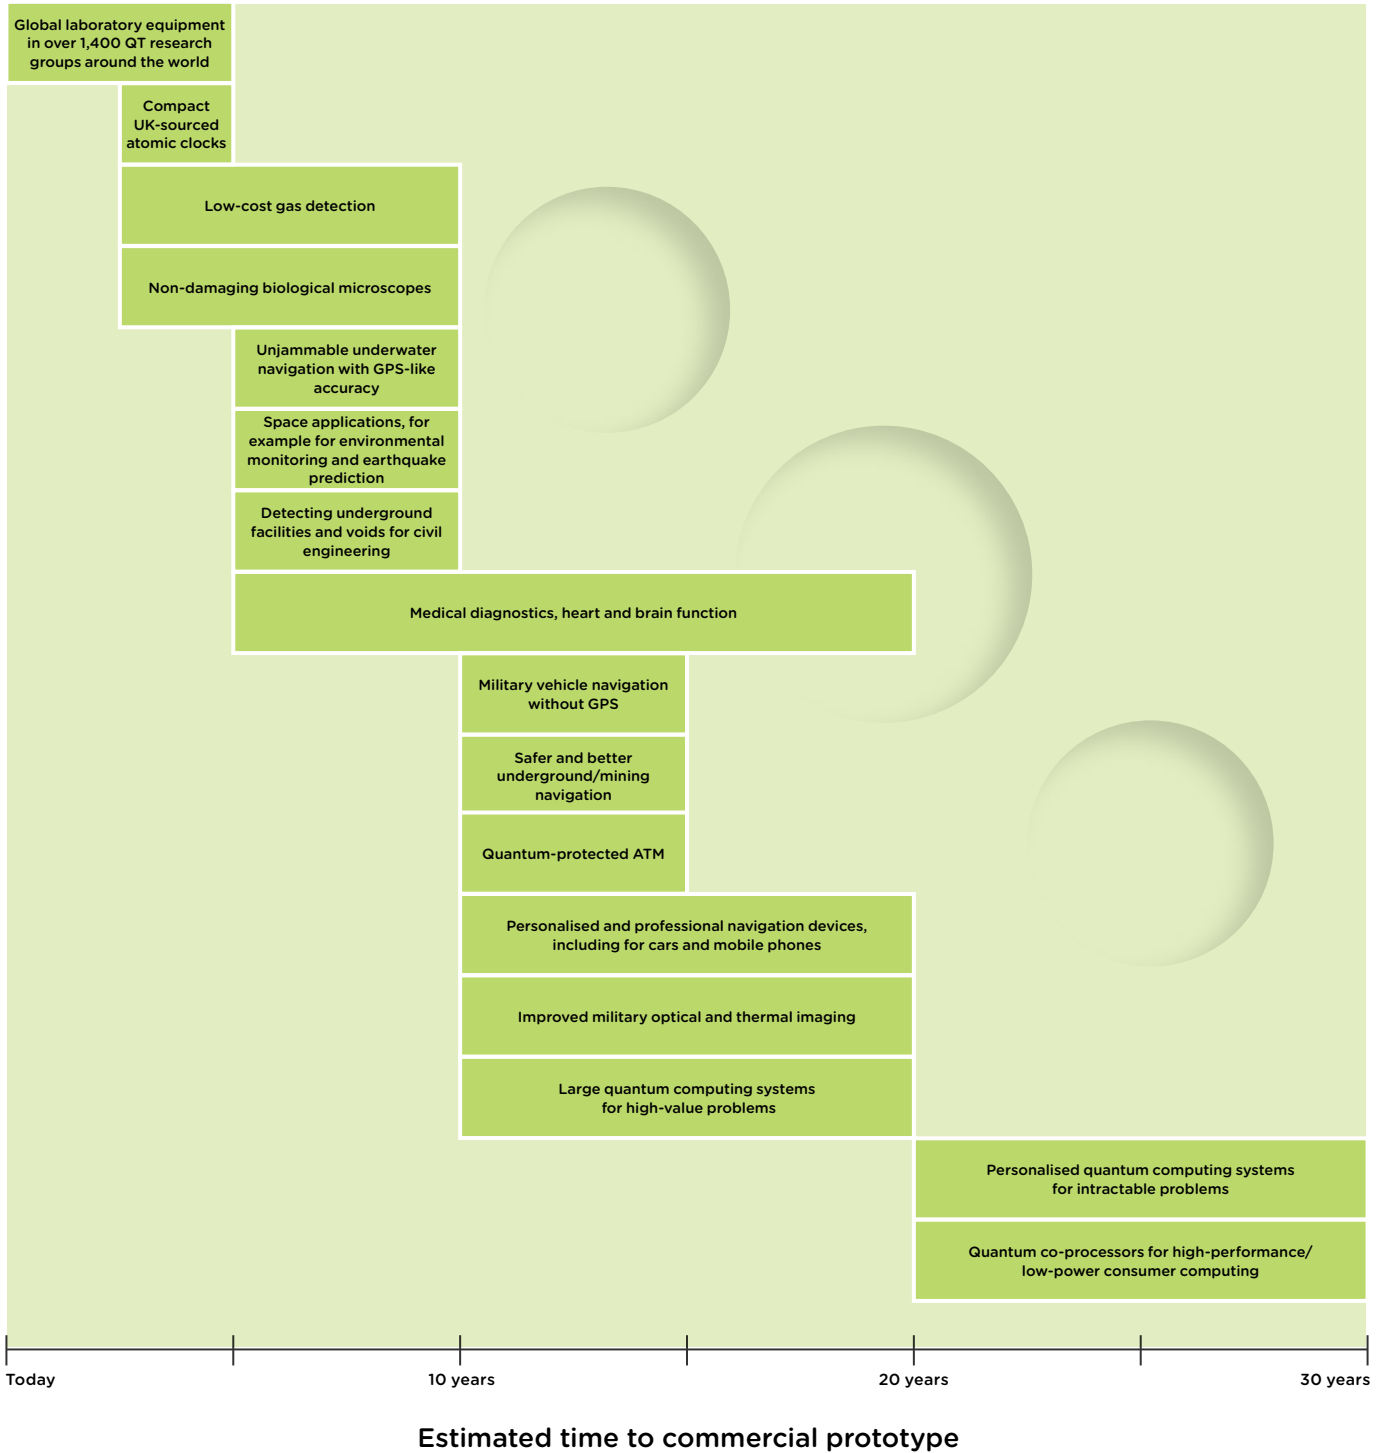 Global laboratory equipment
in over 1,400 QT research
groups around the world
Compact
UK-sourced
atomic clocks
Low-cost gas detection
Non-damaging biological microscopes
Unjammable underwater
navigation with GPS-like
accuracy
Space applications, for
example for environmental
monitoring and earthquake
prediction
Detecting underground
facilities and voids for civil
engineering
Medical diagnostics, heart and brain function
Military vehicle navigation
without GPS
Safer and better
underground/mining
navigation
Quantum-protected ATM
Personalised and professional navigation devices,
including for cars and mobile phones
Improved military optical and thermal imaging
Large quantum computing systems
for high-value problems
Personalised quantum computing systems
for intractable problems
Quantum co-processors for high-performance/
low-power consumer computing
Today 10 years 20 years 30 years
Estimated time to commercial prototype